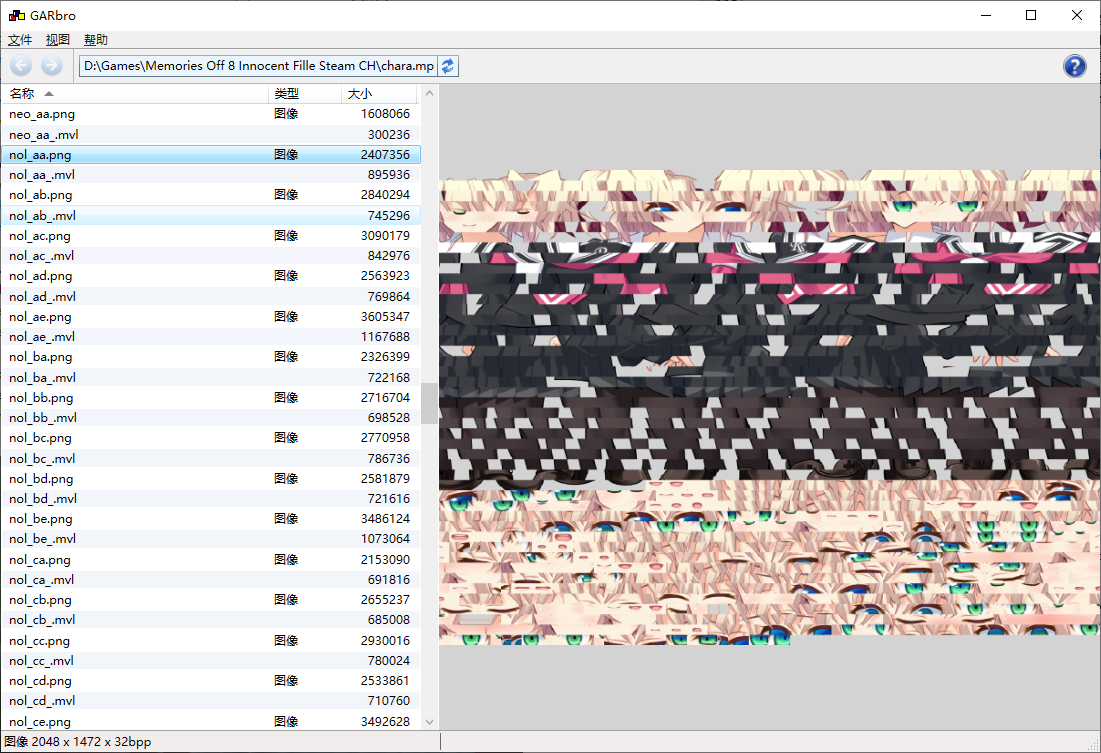 GARbro
文件 视图 帮助
D:\Games\Memories Off 8 Innocent Fille Steam CH\chara.mp
名称 类型 大小
neo_aa.png 图像 1608066
neo_aa_.mvl 300236
nol_aa.png 图像 2407356
nol_aa_.mvl 895936
nol_ab.png 图像 2840294
nol_ab_.mvl 745296
nol_ac.png 图像 3090179
nol_ac_.mvl 842976
nol_ad.png 图像 2563923
nol_ad_.mvl 769864
nol_ae.png 图像 3605347
nol_ae_.mvl 1167688
nol_ba.png 图像 2326399
nol_ba_.mvl 722168
nol_bb.png 图像 2716704
nol_bb_.mvl 698528
nol_bc.png 图像 2770958
nol_bc_.mvl 786736
nol_bd.png 图像 2581879
nol_bd_.mvl 721616
nol_be.png 图像 3486124
nol_be_.mvl 1073064
nol_ca.png 图像 2153090
nol_ca_.mvl 691816
nol_cb.png 图像 2655237
nol_cb_.mvl 685008
nol_cc.png 图像 2930016
nol_cc_.mvl 780024
nol_cd.png 图像 2533861
nol_cd_.mvl 710760
nol_ce.png 图像 3492628
图像 2048 x 1472 x 32bpp